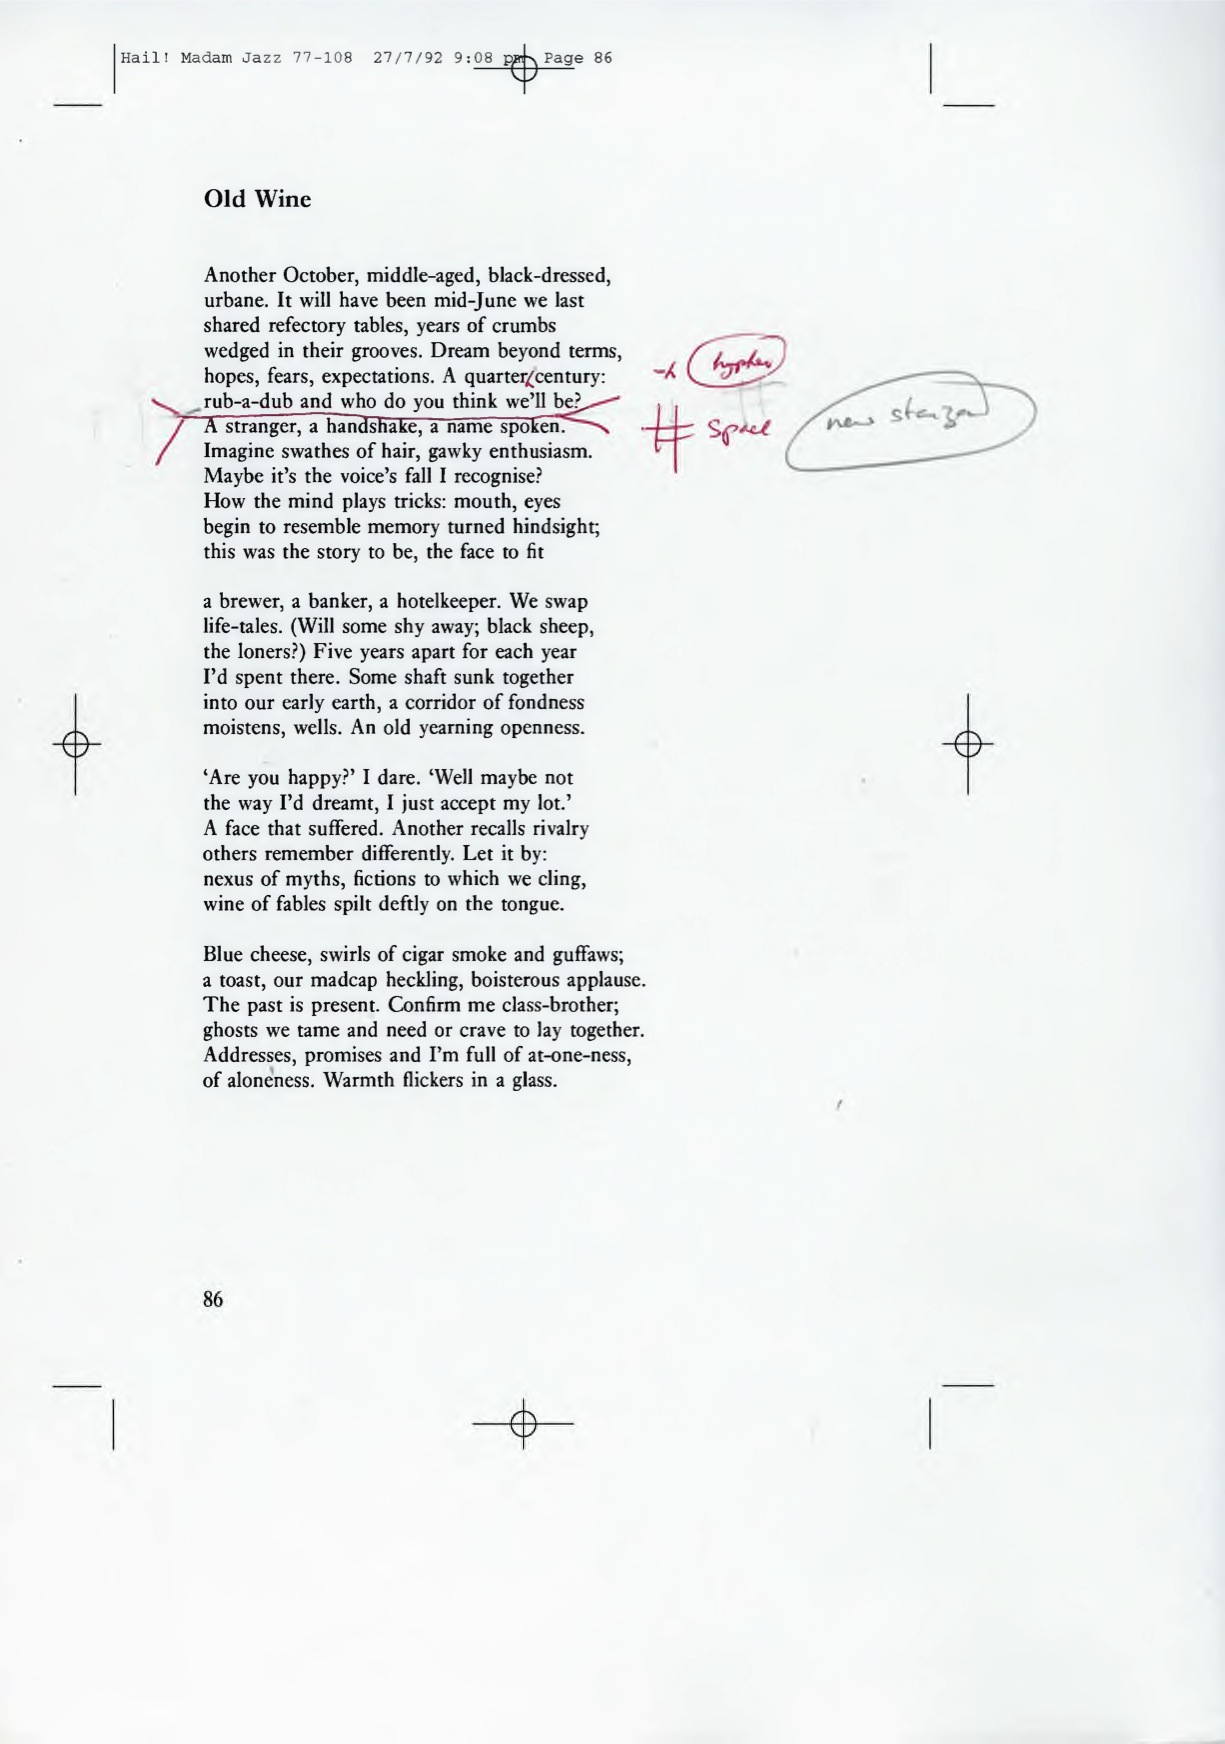 Hail! Madam Jazz 77-108 27/7/92 9:08 pm Page 86
Old Wine
Another October, middle-aged, black-dressed,
urbane. It will have been mid-June we last
shared refectory tables, years of crumbs
wedged in their grooves. Dream beyond terms,
hopes, fears, expectations. A quarter/century:
hyphen
rub-a-dub and who do you think we'll be?
# space
new stanza
A stranger, a handshake, a name spoken.
Imagine swathes of hair, gawky enthusiasm.
Maybe it's the voice's fall I recognise?
How the mind plays tricks: mouth, eyes
begin to resemble memory turned hindsight;
this was the story to be, the face to fit
a brewer, a banker, a hotelkeeper. We swap
life-tales. (Will some shy away; black sheep,
the loners?) Five years apart for each year
I'd spent there. Some shaft sunk together
into our early earth, a corridor of fondness
moistens, wells. An old yearning openness.
‘Are you happy?’ I dare. ‘Well maybe not
the way I'd dreamt, I just accept my lot.’
A face that suffered. Another recalls rivalry
others remember differently. Let it by:
nexus of myths, fictions to which we cling,
wine of fables spilt deftly on the tongue.
Blue cheese, swirls of cigar smoke and guffaws;
a toast, our madcap heckling, boisterous applause.
The past is present. Confirm me class-brother;
ghosts we tame and need or crave to lay together.
Addresses, promises and I'm full of at-one-ness,
of aloneness. Warmth flickers in a glass.
86